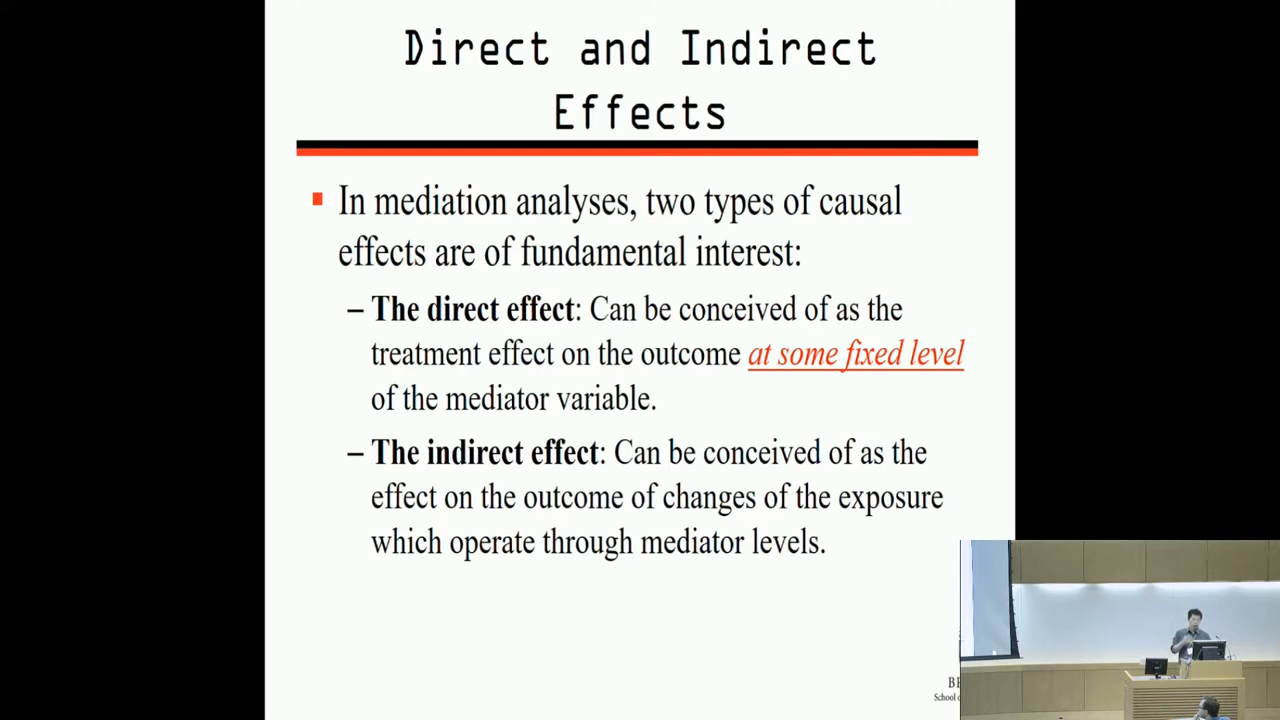 Direct and Indirect
Effects
In mediation analyses, two types of causal
effects are of fundamental interest:
– The direct effect: Can be conceived of as the
treatment effect on the outcome at some fixed level
of the mediator variable.
– The indirect effect: Can be conceived of as the
effect on the outcome of changes of the exposure
which operate through mediator levels.
School